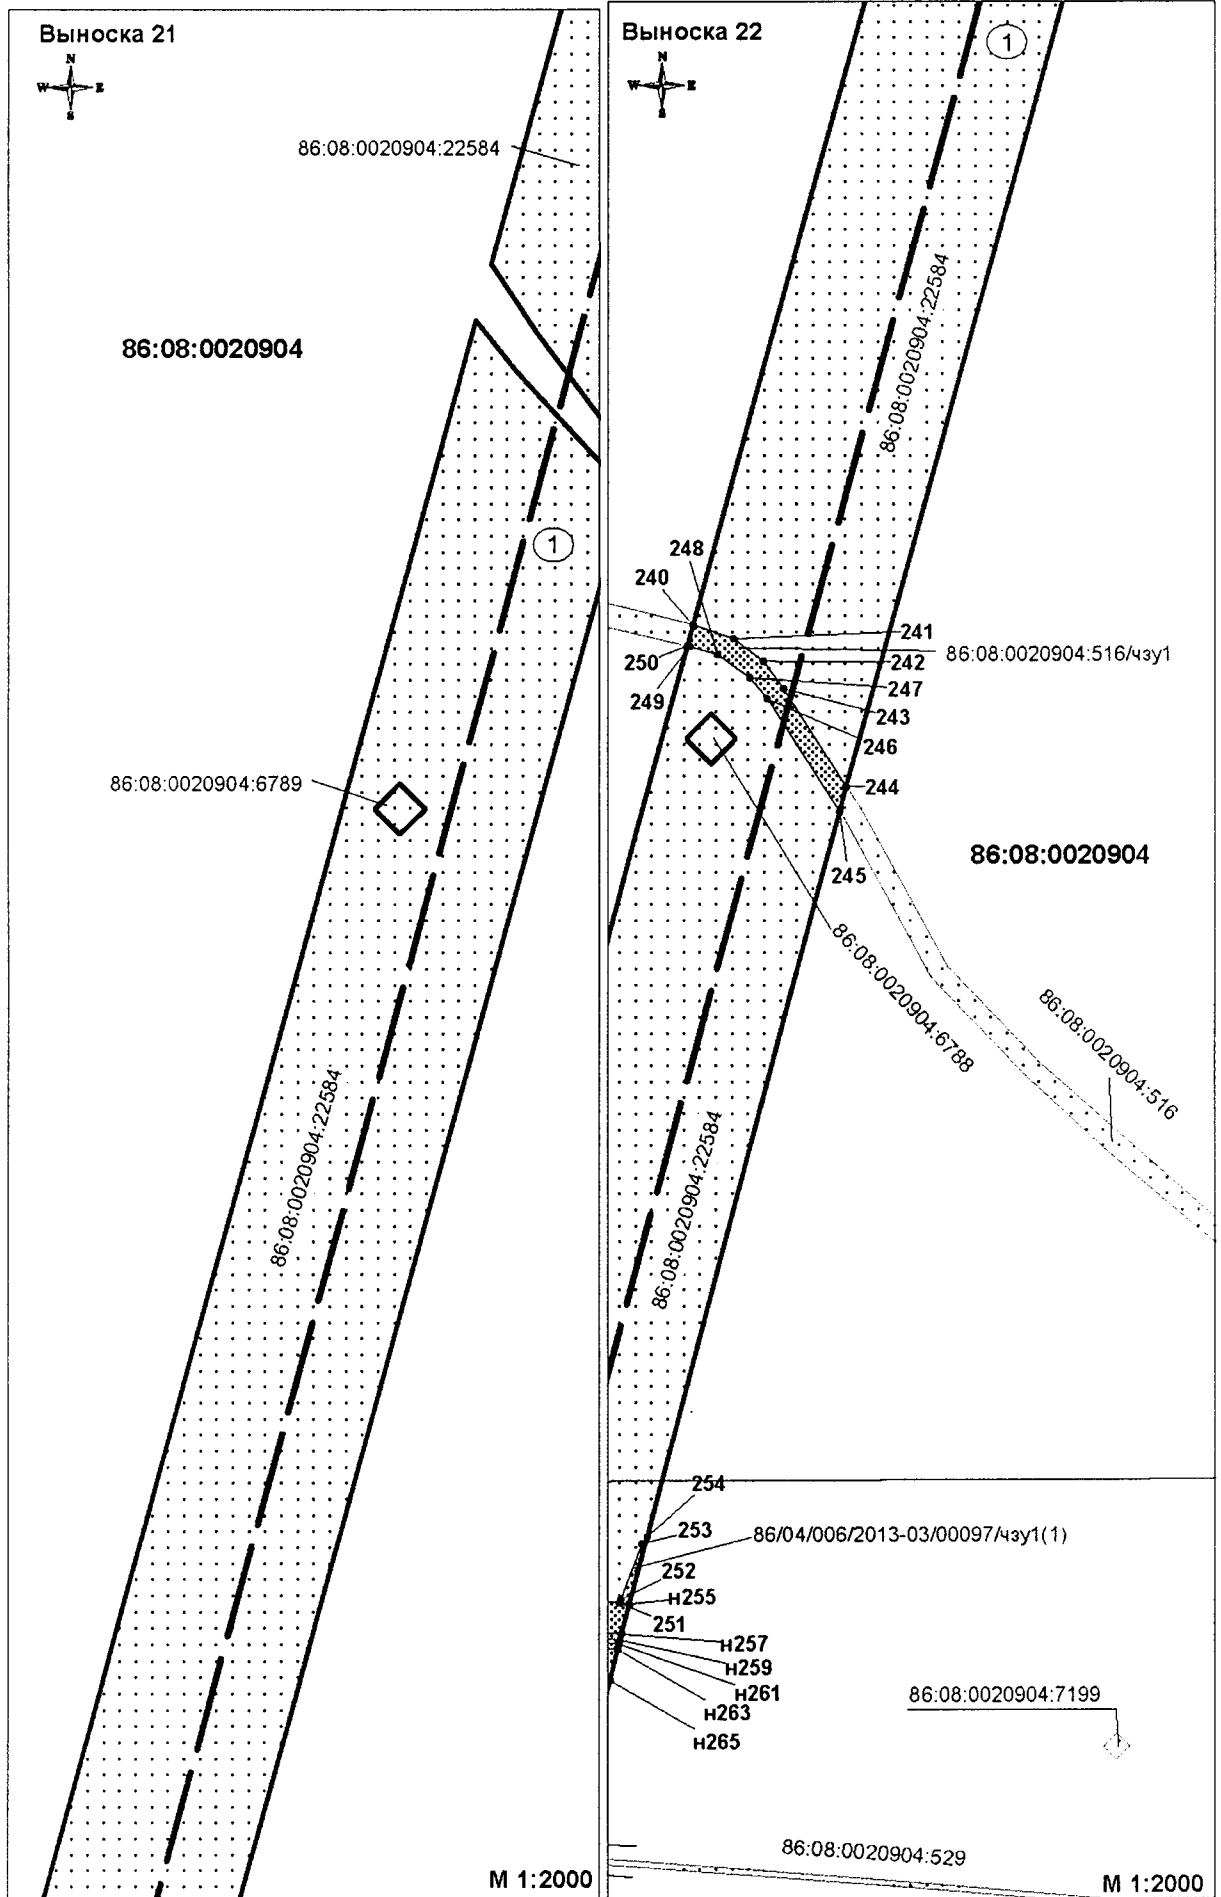 Выноска 21
N
W E
S
86:08:0020904:22584
86:08:0020904
1
86:08:0020904:6789
86:08:0020904:22584
М 1:2000
Выноска 22
N
W E
S
1
86:08:0020904:22584
248
240
241
250
242
86:08:0020904:516/чзу1
247
249
243
246
244
86:08:0020904
245
86:08:0020904:6788
86:08:0020904:516
86:08:0020904:22584
254
253
86/04/006/2013-03/00097/чзу1(1)
252
н255
251
н257
н259
н261
н263
н265
86:08:0020904:7199
86:08:0020904:529
М 1:2000